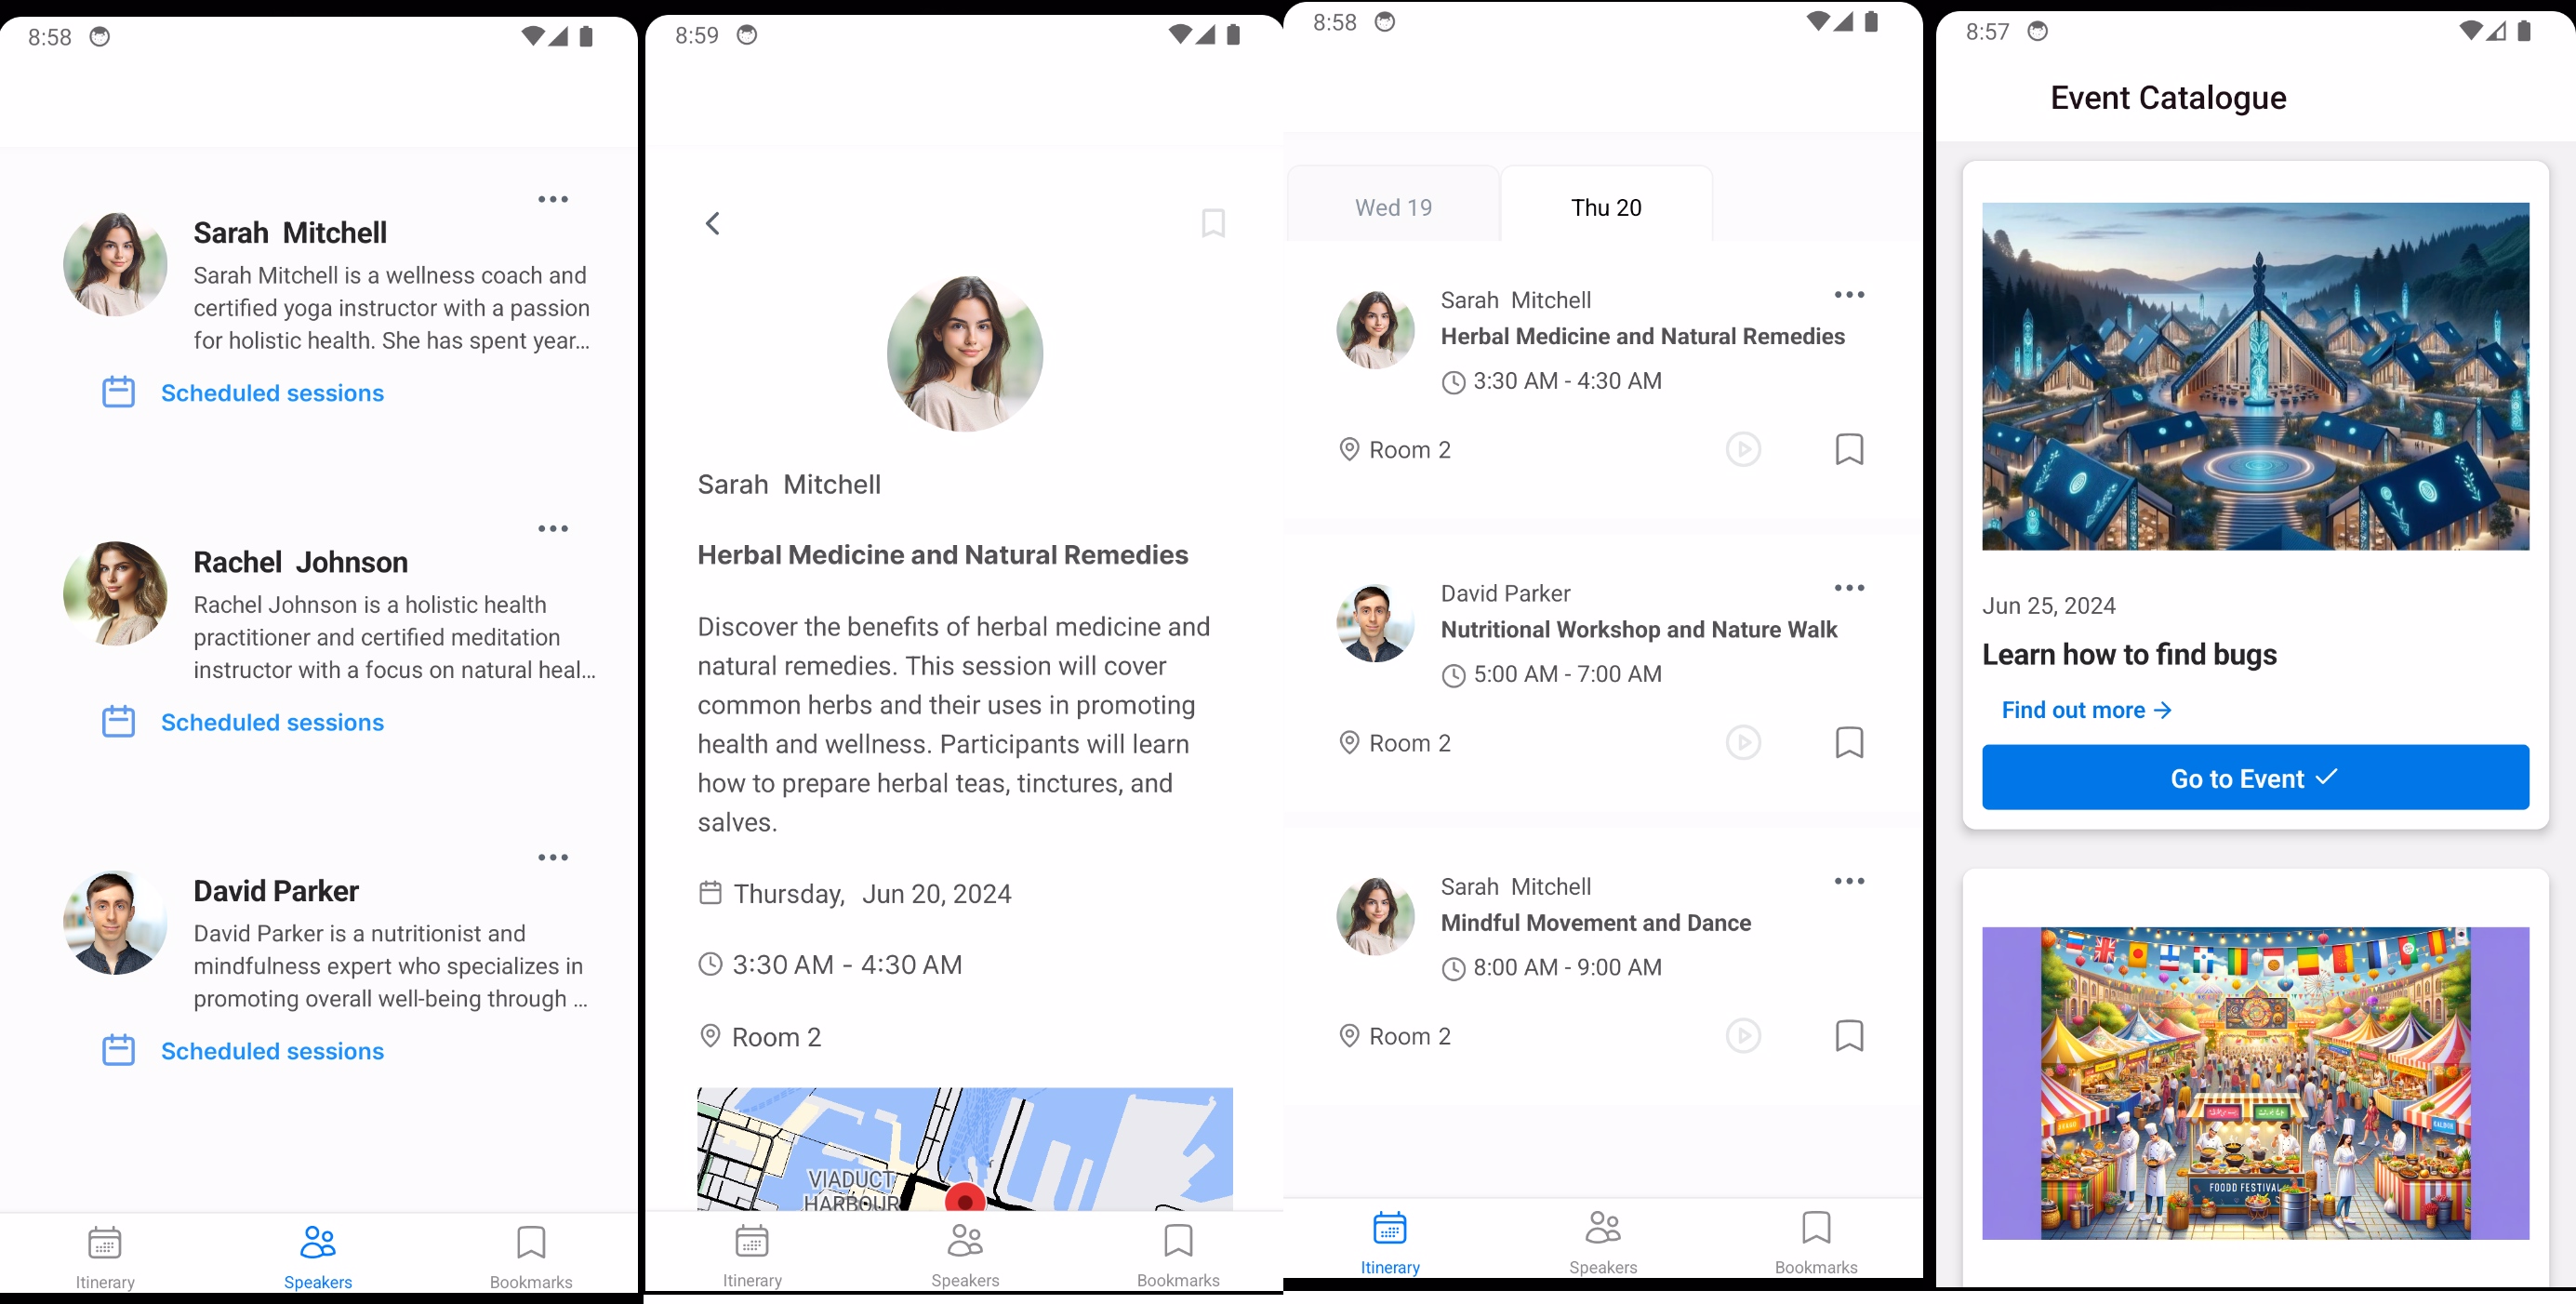 8:58
Sarah  Mitchell
Sarah Mitchell is a wellness coach and
certified yoga instructor with a passion
for holistic health. She has spent year...
Scheduled sessions
Rachel  Johnson
Rachel Johnson is a holistic health
practitioner and certified meditation
instructor with a focus on natural heal...
Scheduled sessions
David Parker
David Parker is a nutritionist and
mindfulness expert who specializes in
promoting overall well-being through ...
Scheduled sessions
Itinerary
Speakers
Bookmarks
8:59
Sarah  Mitchell
Herbal Medicine and Natural Remedies
Discover the benefits of herbal medicine and
natural remedies. This session will cover
common herbs and their uses in promoting
health and wellness. Participants will learn
how to prepare herbal teas, tinctures, and
salves.
Thursday,  Jun 20, 2024
3:30 AM - 4:30 AM
Room 2
VIADUCT
HARBOUR
Itinerary
Speakers
Bookmarks
8:58
Wed 19
Thu 20
Sarah  Mitchell
Herbal Medicine and Natural Remedies
3:30 AM - 4:30 AM
Room 2
David Parker
Nutritional Workshop and Nature Walk
5:00 AM - 7:00 AM
Room 2
Sarah  Mitchell
Mindful Movement and Dance
8:00 AM - 9:00 AM
Room 2
Itinerary
Speakers
Bookmarks
8:57
Event Catalogue
Jun 25, 2024
Learn how to find bugs
Find out more →
Go to Event
FOODD FESTIVAL